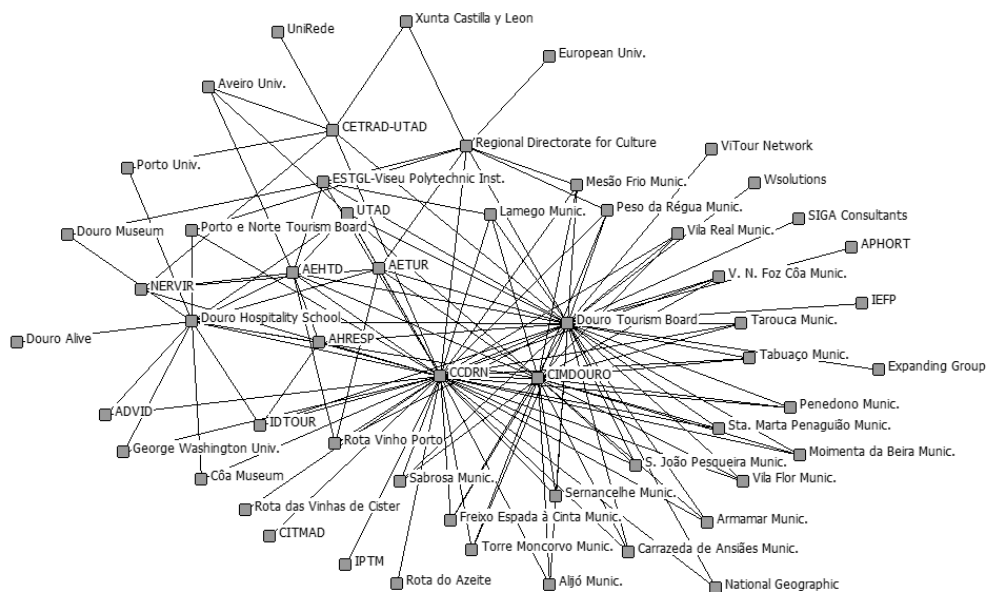 Xunta Castilla y Leon
UniRede
European Univ.
Aveiro Univ.
CETRAD-UTAD
Regional Directorate for Culture
ViTour Network
Porto Univ.
ESTGL-Viseu Polytechnic Inst.
Mesão Frio Munic.
Wsolutions
UTAD
Lamego Munic.
Peso da Régua Munic.
SIGA Consultants
Douro Museum
Porto e Norte Tourism Board
Vila Real Munic.
APHORT
AEHTD
AETUR
V. N. Foz Côa Munic.
NERVIR
IEFP
Douro Hospitality School
Douro Tourism Board
Tarouca Munic.
Douro Alive
AHRESP
Tabuaço Munic.
Expanding Group
CCDRN
CIMDOURO
Penedono Munic.
ADVID
IDTOUR
Sta. Marta Penaguião Munic.
George Washington Univ.
Rota Vinho Porto
Moimenta da Beira Munic.
S. João Pesqueira Munic.
Côa Museum
Sabrosa Munic.
Vila Flor Munic.
Sernancelhe Munic.
Rota das Vinhas de Cister
Freixo Espada à Cinta Munic.
Armamar Munic.
CITMAD
Torre Moncorvo Munic.
Carrazeda de Ansiães Munic.
IPTM
Rota do Azeite
Alijó Munic.
National Geographic